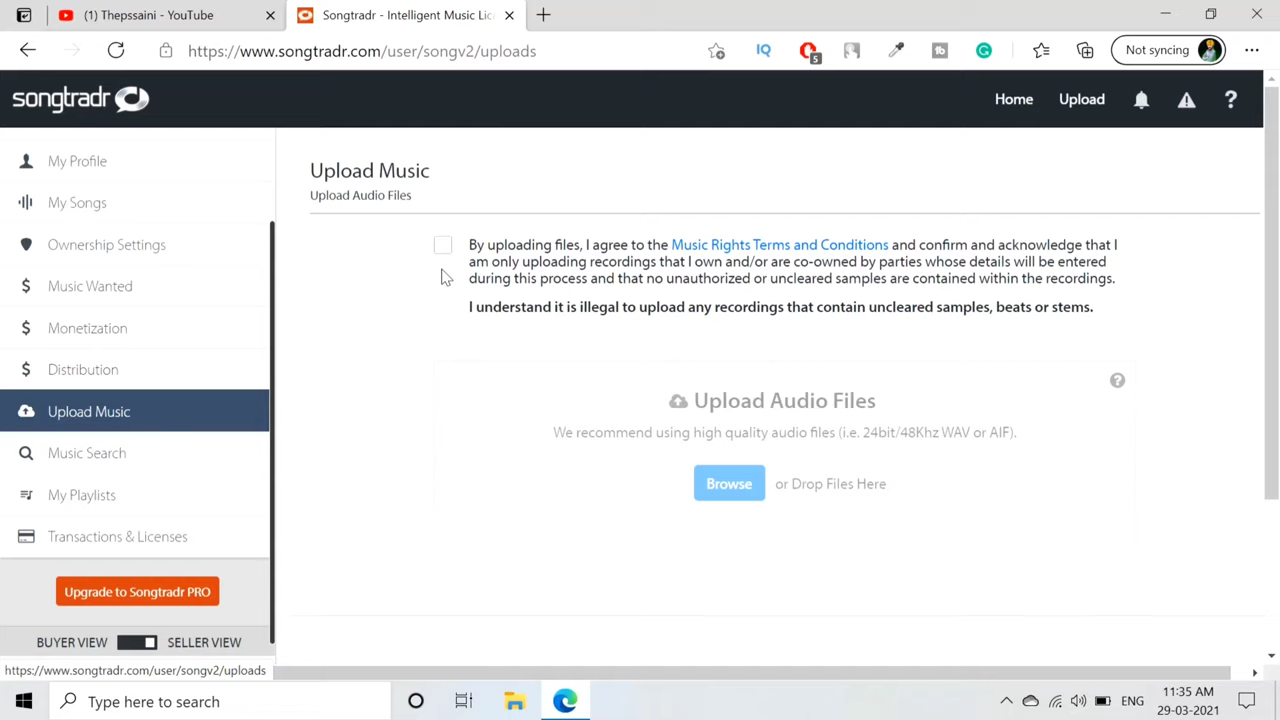 (1) Thepssaini - YouTube
Songtradr - Intelligent Music Lic
https://www.songtradr.com/user/songv2/uploads
IQ
5
tb
G
Not syncing
songtradr
Home
Upload
?
My Profile
My Songs
Ownership Settings
$ Music Wanted
$ Monetization
$ Distribution
Upload Music
Music Search
My Playlists
Transactions & Licenses
Upgrade to Songtradr PRO
BUYER VIEW
SELLER VIEW
https://www.songtradr.com/user/songv2/uploads
Upload Music
Upload Audio Files
By uploading files, I agree to the Music Rights Terms and Conditions and confirm and acknowledge that I
am only uploading recordings that I own and/or are co-owned by parties whose details will be entered
during this process and that no unauthorized or uncleared samples are contained within the recordings.
I understand it is illegal to upload any recordings that contain uncleared samples, beats or stems.
?
Upload Audio Files
We recommend using high quality audio files (i.e. 24bit/48Khz WAV or AIF).
Browse or Drop Files Here
Type here to search
ENG
11:35 AM
29-03-2021